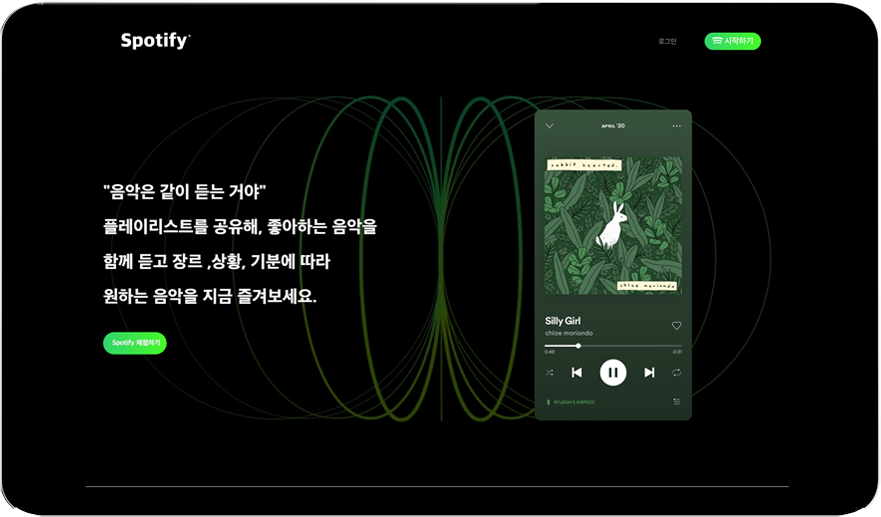 Spotify
로그인
시작하기
"음악은 같이 듣는 거야"
플레이리스트를 공유해, 좋아하는 음악을
함께 듣고 장르 ,상황, 기분에 따라
원하는 음악을 지금 즐겨보세요.
Spotify 체험하기
APRIL '20
rabbit hearted.
chloe moriondo
Silly Girl
chloe moriondo
0:48